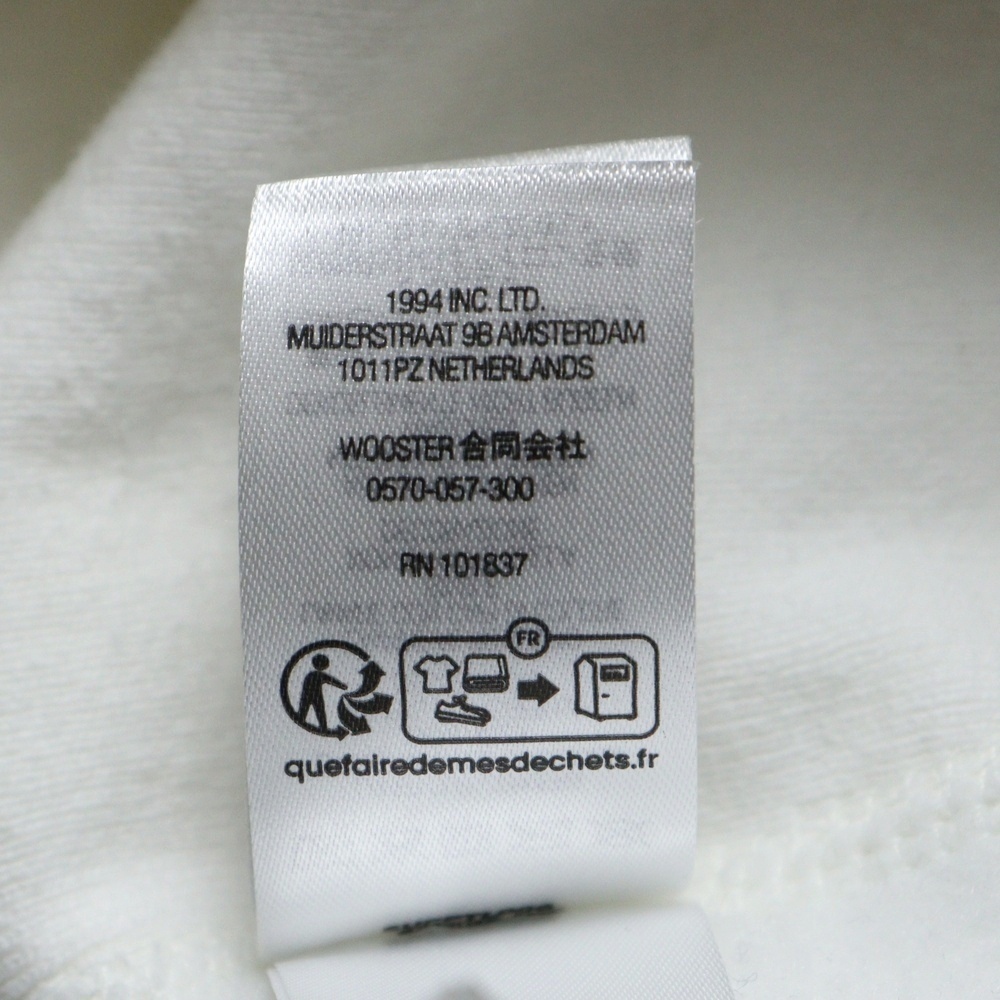 1994 INC. LTD.
MUIDERSTRAAT 9B AMSTERDAM
1011PZ NETHERLANDS
WOOSTER 合同会社
0570-057-300
RN 101837
FR
quefairedemesdechets.fr